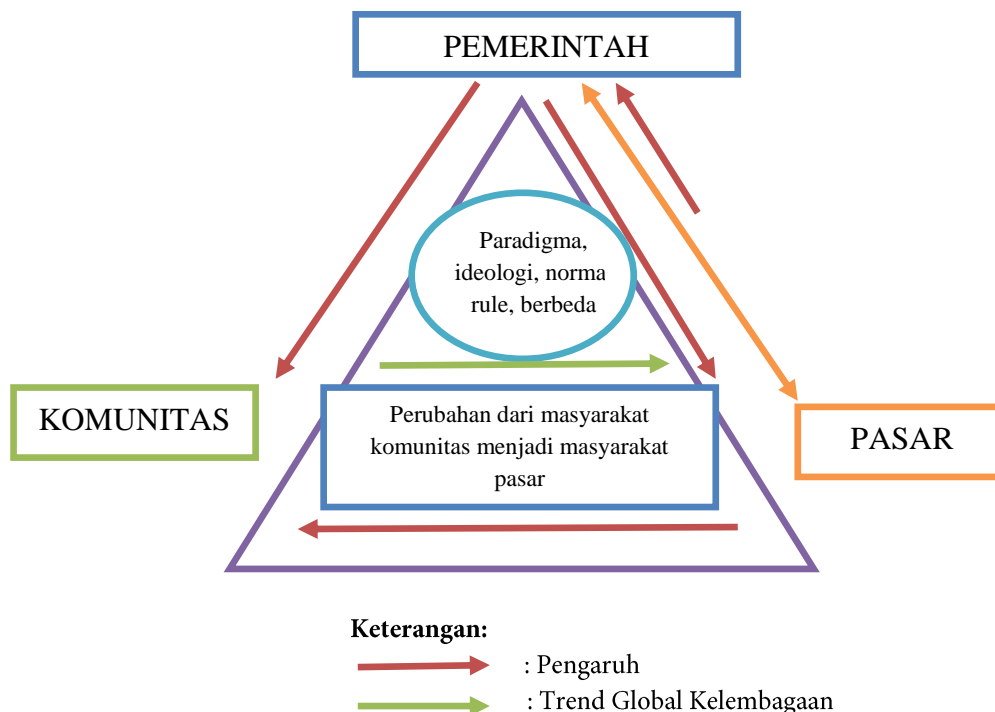 PEMERINTAH
Paradigma,
ideologi, norma
rule, berbeda
KOMUNITAS
Perubahan dari masyarakat
komunitas menjadi masyarakat
pasar
PASAR
Keterangan:
: Pengaruh
: Trend Global Kelembagaan